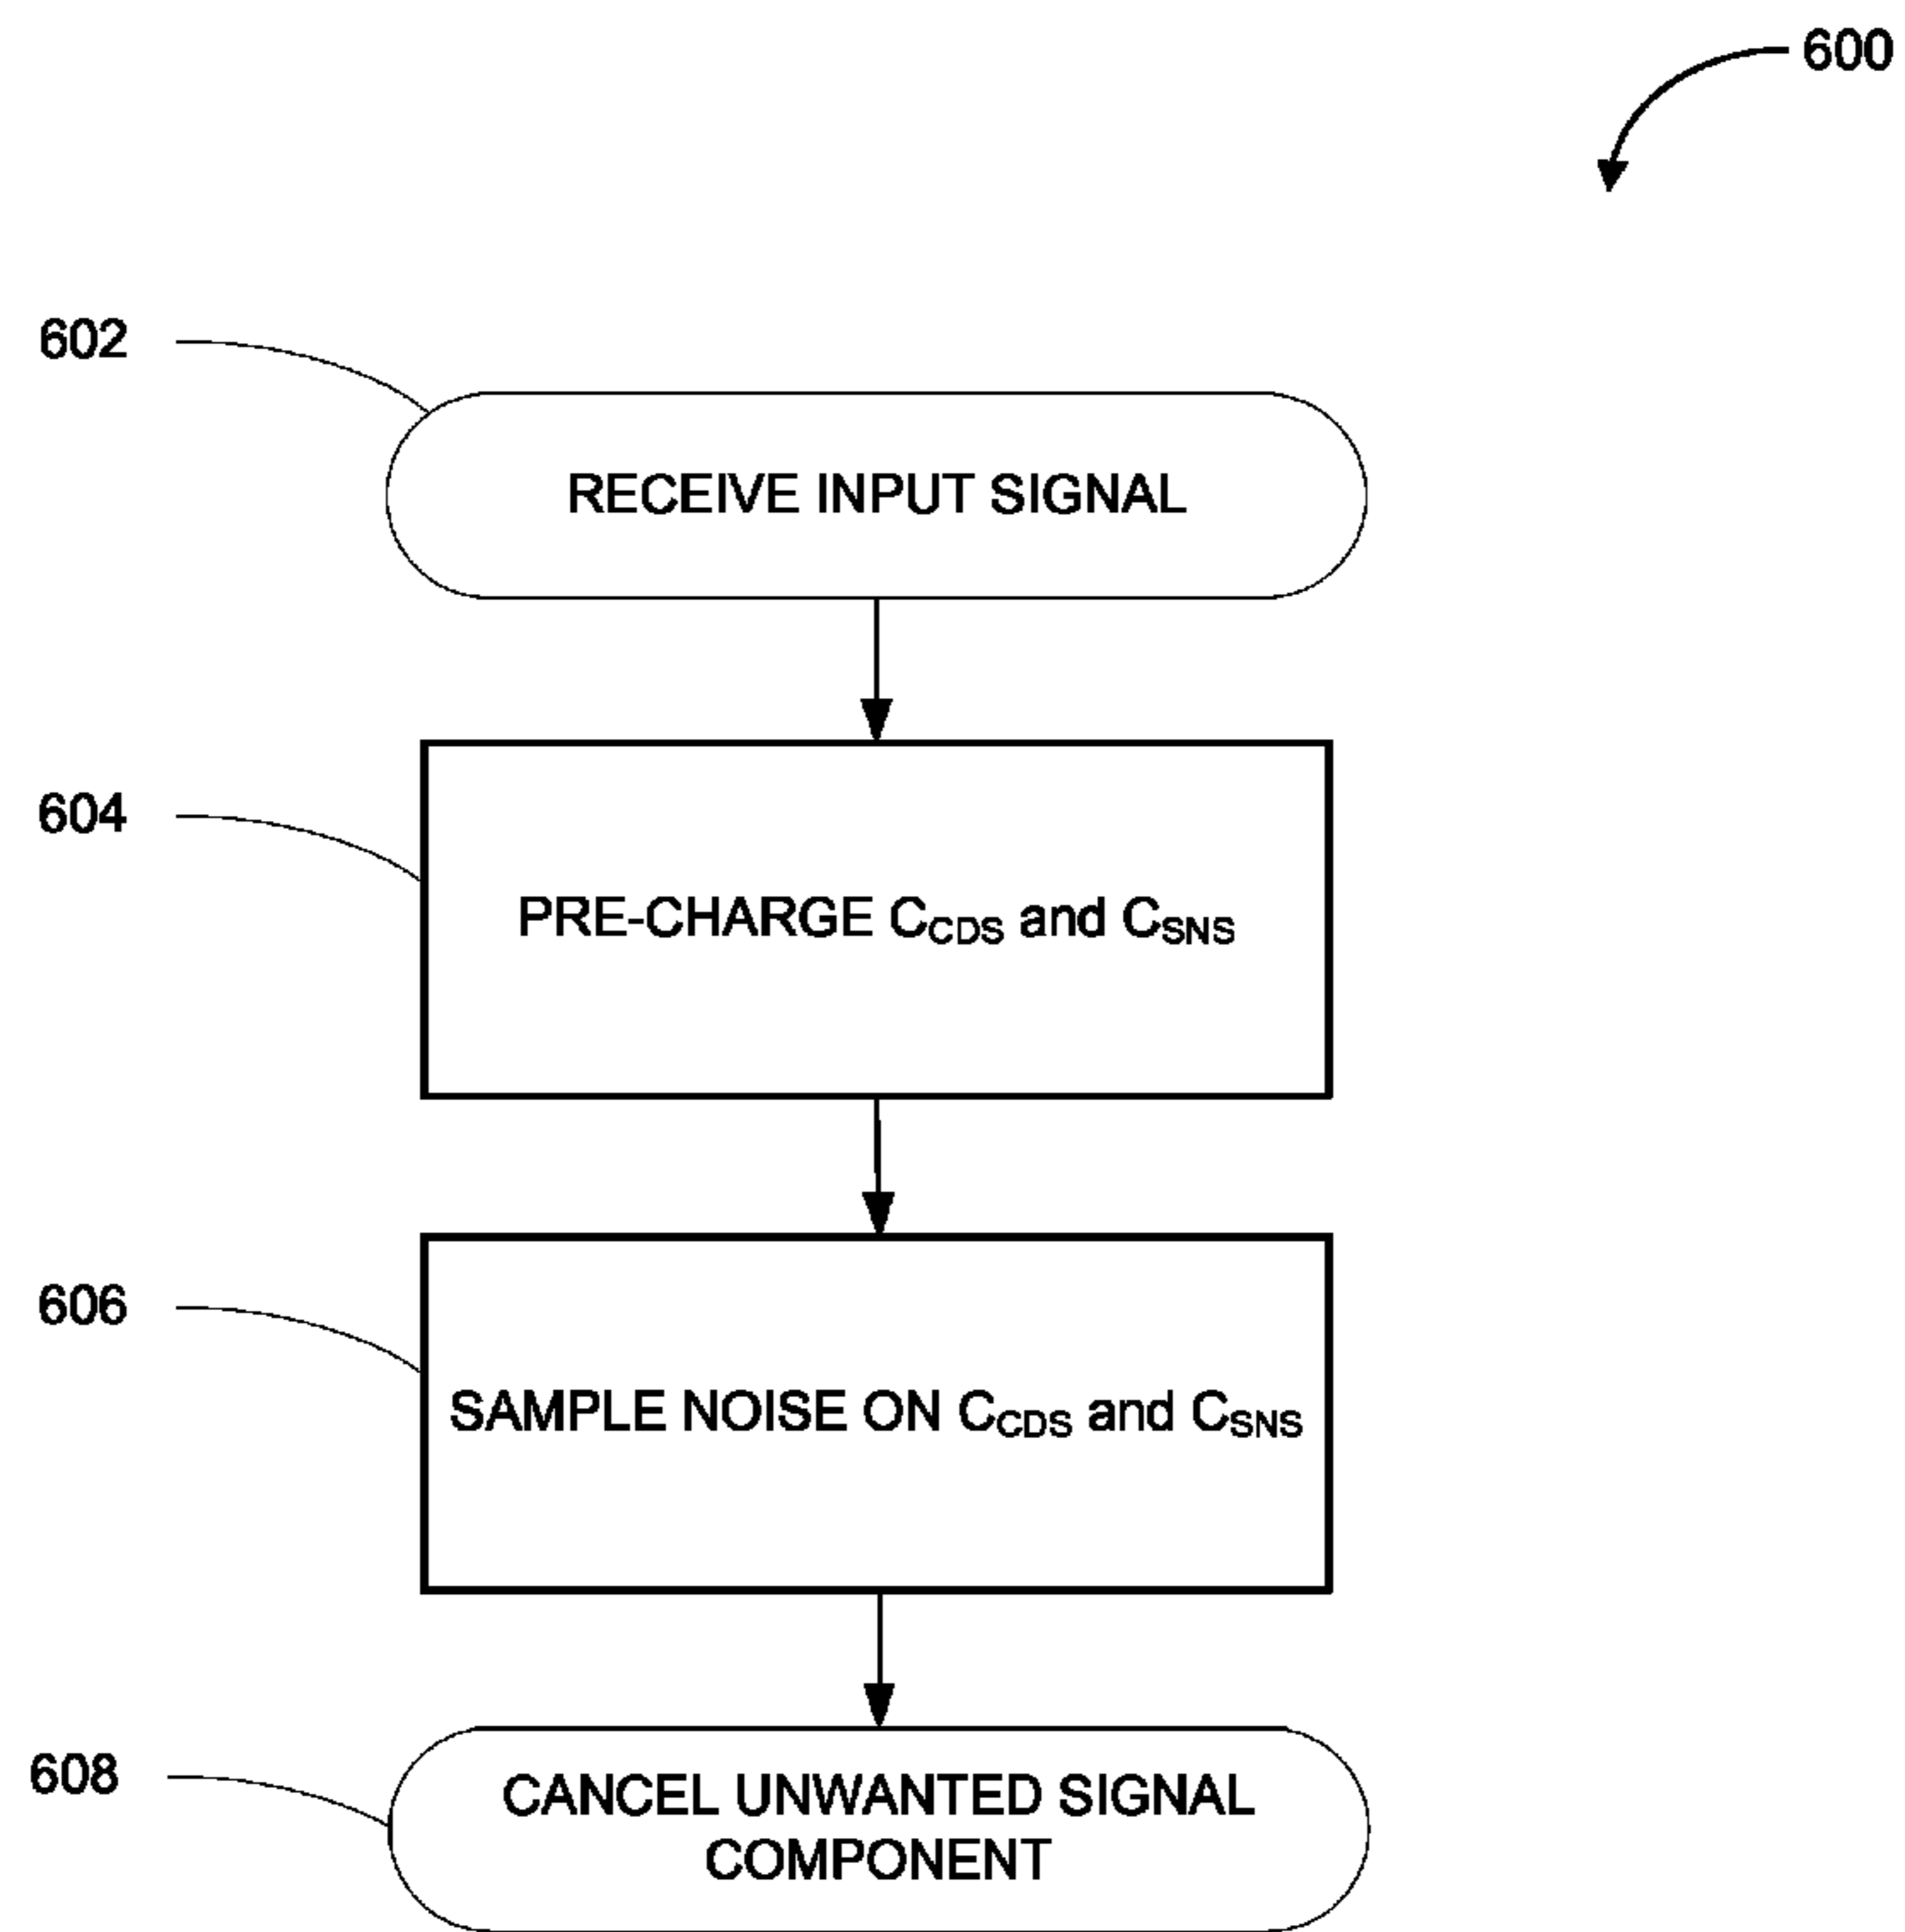 600
602
RECEIVE INPUT SIGNAL
604
PRE-CHARGE CCDS and CSNS
606
SAMPLE NOISE ON CCDS and CSNS
608
CANCEL UNWANTED SIGNAL
COMPONENT